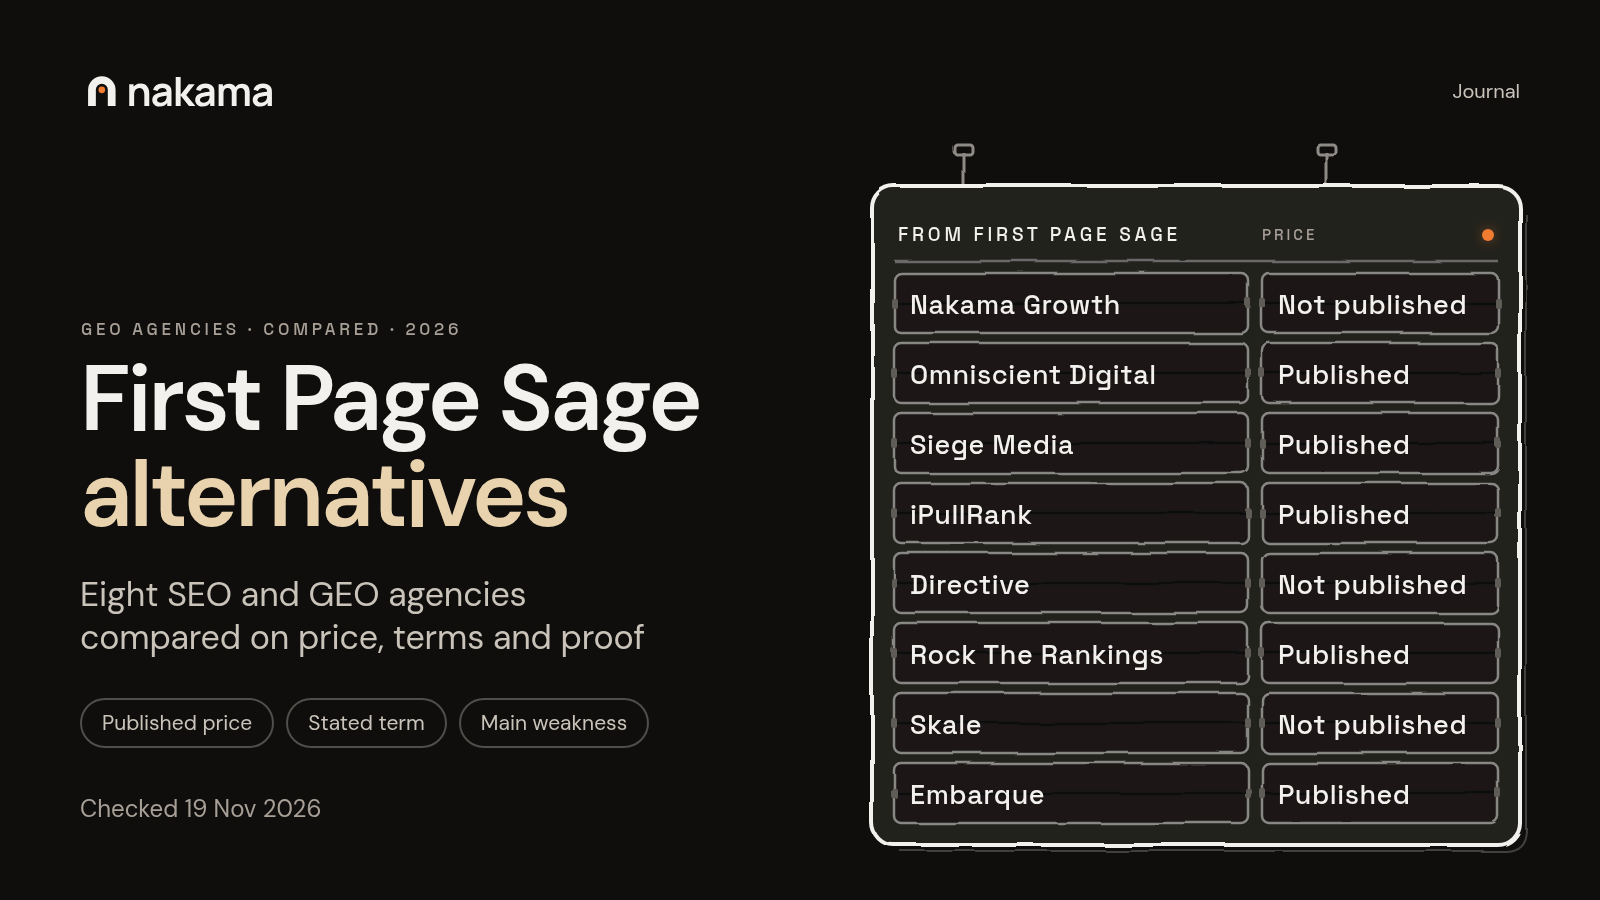 nakama
Journal
GEO AGENCIES · COMPARED · 2026
First Page Sage
alternatives
Eight SEO and GEO agencies
compared on price, terms and proof
Published price
Stated term
Main weakness
Checked 19 Nov 2026
FROM FIRST PAGE SAGE PRICE
Nakama Growth Not published
Omniscient Digital Published
Siege Media Published
iPullRank Published
Directive Not published
Rock The Rankings Published
Skale Not published
Embarque Published